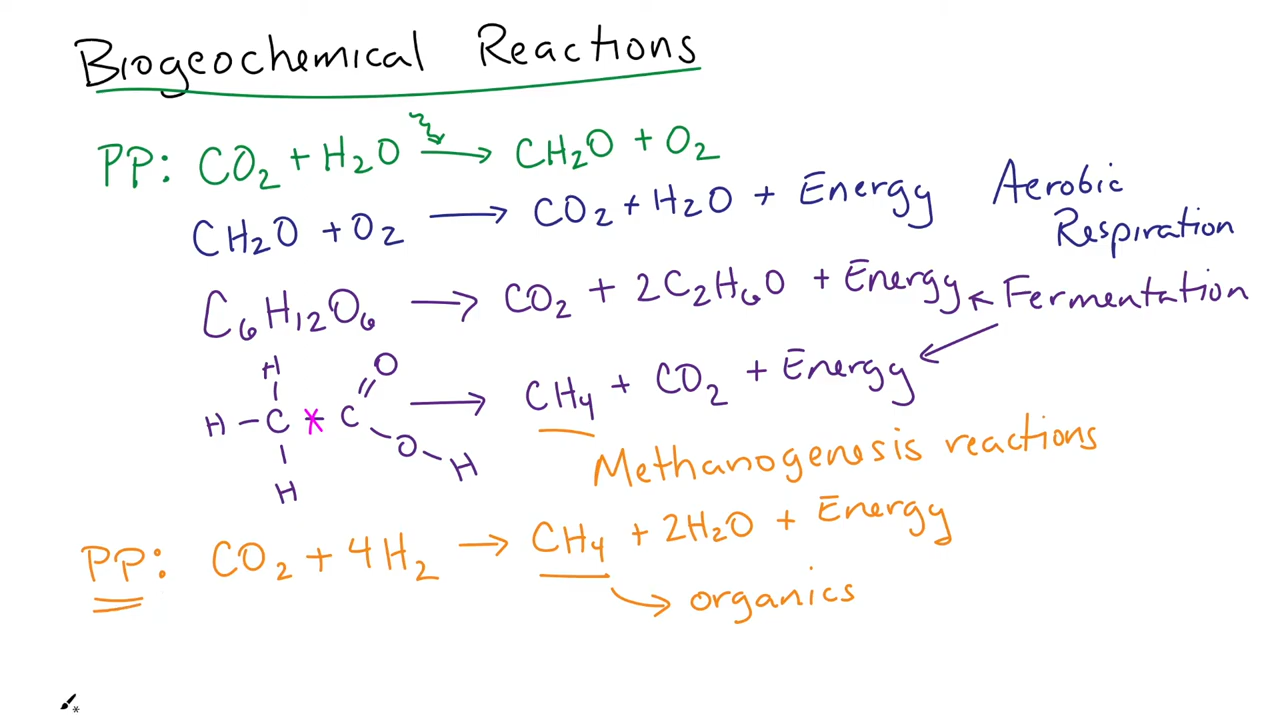 Biogeochemical Reactions
PP: CO2 + H2O → CH2O + O2
CH2O + O2 → CO2 + H2O + Energy Aerobic Respiration
C6H12O6 → CO2 + 2C2H6O + Energy ← Fermentation
H
H – C * C O
O – H
H
→ CH4 + CO2 + Energy
Methanogenesis reactions
PP: CO2 + 4H2 → CH4 + 2H2O + Energy
→ organics